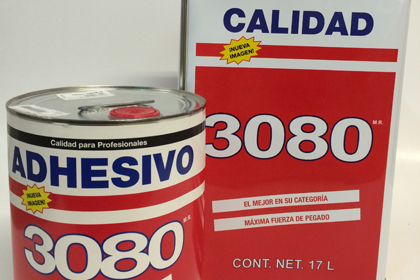 CALIDAD
¡NUEVA
IMAGEN!
3080 M.R.
EL MEJOR EN SU CATEGORÍA
MÁXIMA FUERZA DE PEGADO
CONT. NET. 17 L
Calidad para Profesionales
ADHESIVO
¡NUEVA
IMAGEN!
3080 M.R.